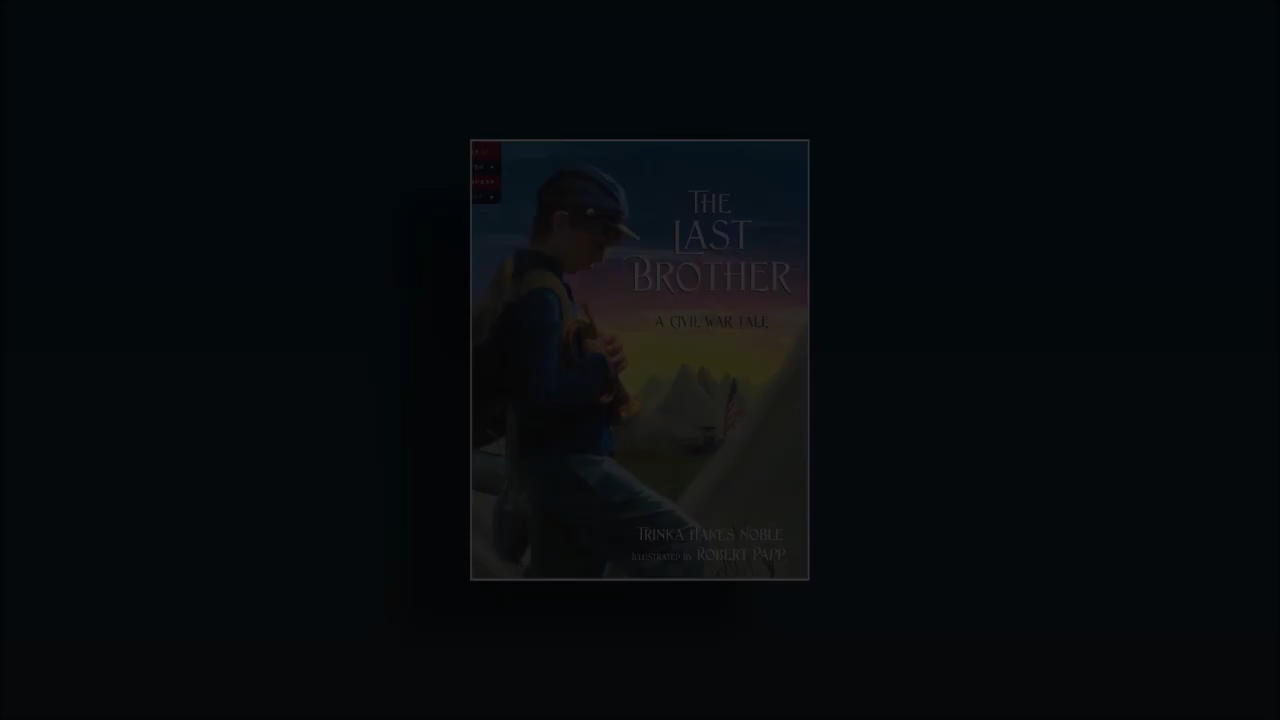 THE
LAST
BROTHER
A CIVIL WAR TALE
TRINKA HAKES NOBLE
ILLUSTRATED BY ROBERT PAPP